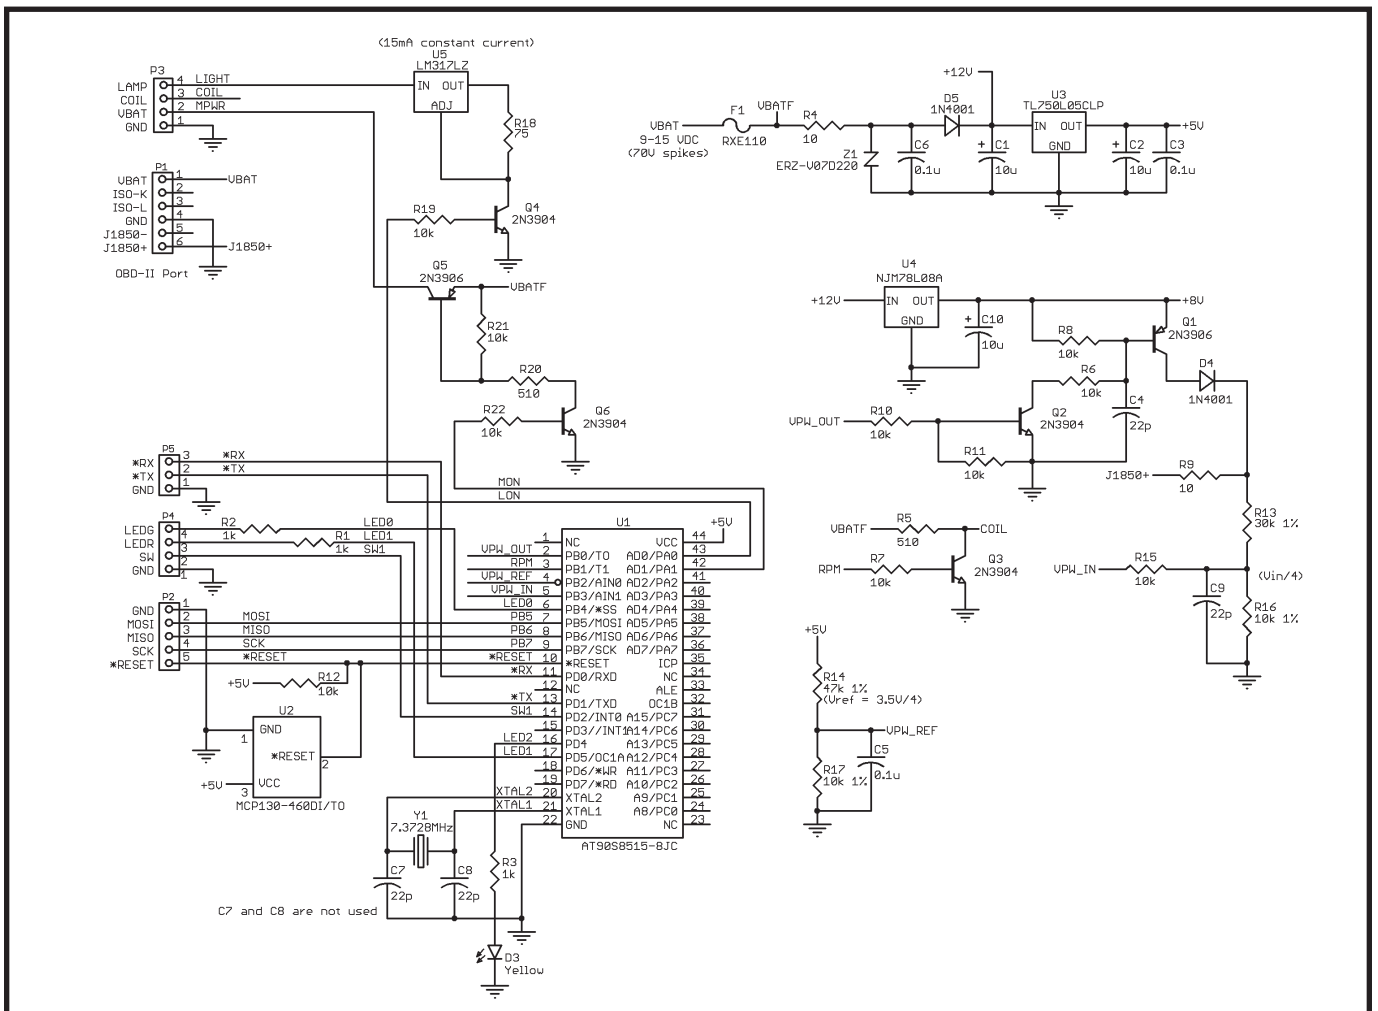 (15mA constant current)
U5
LM317LZ
IN OUT
ADJ
R18
75
P3
LAMP 4 LIGHT
COIL 3 COIL
VBAT 2 MPWR
GND 1
P1
VBAT 1 VBAT
ISO-K 2
ISO-L 3
GND 4
J1850- 5
J1850+ 6 J1850+
OBD-II Port
R19
10k
Q4
2N3904
Q5
2N3906
VBATF
R21
10k
R20
510
R22
10k
Q6
2N3904
+12V
VBAT
9-15 VDC
(70V spikes)
F1
RXE110
VBATF
R4
10
Z1
ERZ-V07D220
C6
0.1u
D5
1N4001
+ C1
10u
U3
TL750L05CLP
IN OUT
GND
+5V
+ C2
10u
C3
0.1u
U4
NJM78L08A
+12V
IN OUT
GND
+8V
+ C10
10u
R8
10k
Q1
2N3906
R6
10k
D4
1N4001
C4
22p
VPW_OUT
R10
10k
Q2
2N3904
R11
10k
J1850+
R9
10
R13
30k 1%
VPW_IN
R15
10k
(Vin/4)
C9
22p
R16
10k 1%
VBATF
R5
510
COIL
RPM
R7
10k
Q3
2N3904
+5V
R14
47k 1%
(Vref = 3.5V/4)
VPW_REF
R17
10k 1%
C5
0.1u
P5
*RX 3 *RX
*TX 2 *TX
GND 1
MON
LON
P4
LEDG R2 LED0
LEDR 4 1k R1 LED1
SW 3 1k SW1
GND 2
1
P2
GND 1
MOSI 2 MOSI
MISO 3 MISO
SCK 4 SCK
*RESET 5 *RESET
+5V
R12
10k
U2
GND
1
*RESET
2
+5V
VCC
3
MCP130-460DI/TO
U1
+5V
1 NC VCC 44
VPW_OUT 2 PB0/T0 AD0/PA0 43
RPM 3 PB1/T1 AD1/PA1 42
VPW_REF 4 PB2/AIN0 AD2/PA2 41
VPW_IN 5 PB3/AIN1 AD3/PA3 40
LED0 6 PB4/*SS AD4/PA4 39
PB5 7 PB5/MOSI AD5/PA5 38
PB6 8 PB6/MISO AD6/PA6 37
PB7 9 PB7/SCK AD7/PA7 36
*RESET 10 *RESET ICP 35
*RX 11 PD0/RXD NC 34
12 NC ALE 33
*TX 13 PD1/TXD OC1B 32
SW1 14 PD2/INT0 A15/PC7 31
15 PD3//INT1 A14/PC6 30
LED2 16 PD4 A13/PC5 29
LED1 17 PD5/OC1A A12/PC4 28
18 PD6/*WR A11/PC3 27
19 PD7/*RD A10/PC2 26
XTAL2 20 XTAL2 A9/PC1 25
XTAL1 21 XTAL1 A8/PC0 24
22 GND NC 23
AT90S8515-8JC
Y1
7.3728MHz
C7
22p
C8
22p
R3
1k
C7 and C8 are not used
D3
Yellow